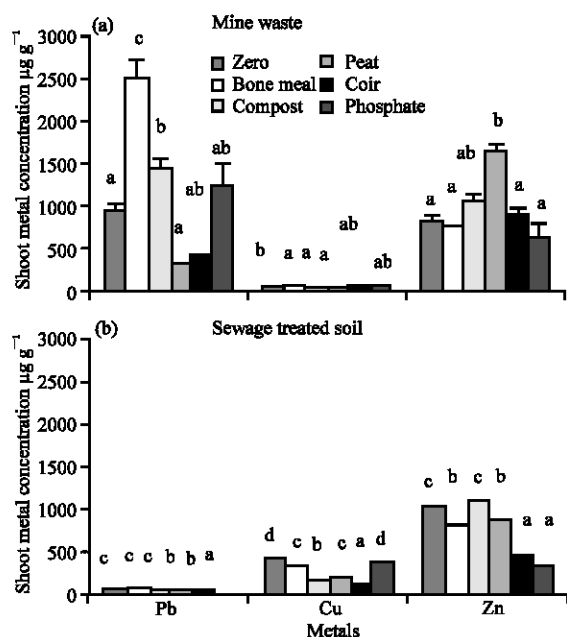 (a) Mine waste
Zero Peat
Bone meal Coir
Compost Phosphate
Shoot metal concentration µg g⁻¹
3000
2500
2000
1500
1000
500
0
a c b a ab ab
b a a a ab ab
a a ab b a a
(b) Sewage treated soil
Shoot metal concentration µg g⁻¹
3000
2500
2000
1500
1000
500
0
c c c b b a
d c b c a d
c b c b a a
Pb Cu Zn
Metals